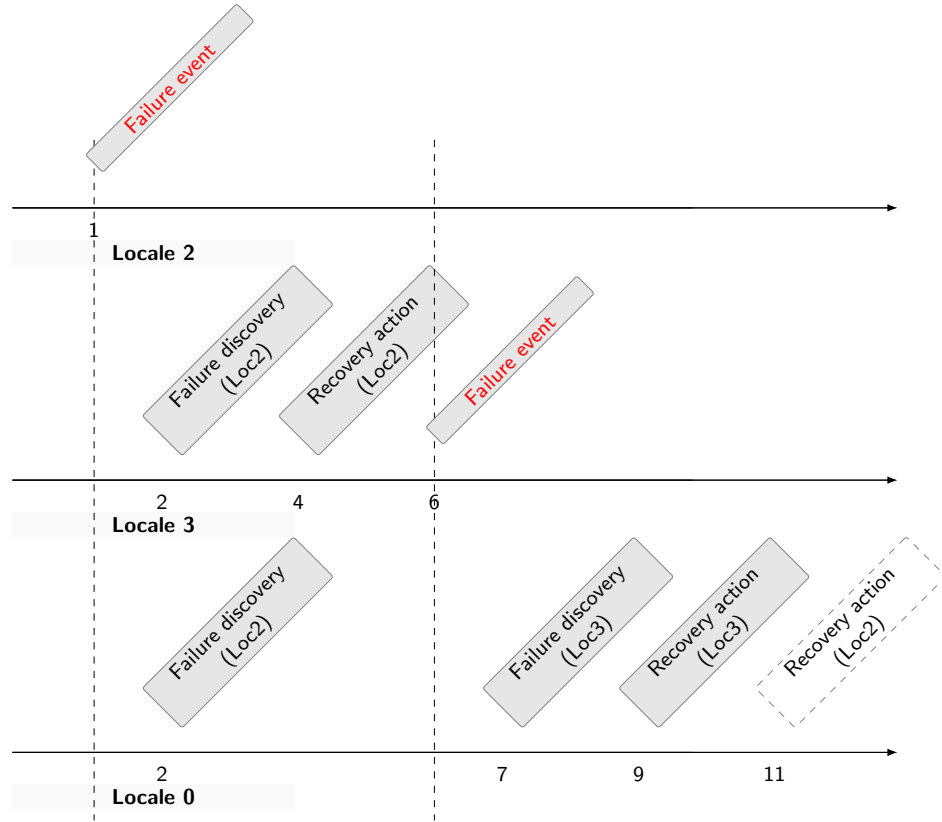 Failure event
1
Locale 2
Failure discovery
(Loc2)
Recovery action
(Loc2)
Failure event
2
4
6
Locale 3
Failure discovery
(Loc2)
Failure discovery
(Loc3)
Recovery action
(Loc3)
Recovery action
(Loc2)
2
7
9
11
Locale 0